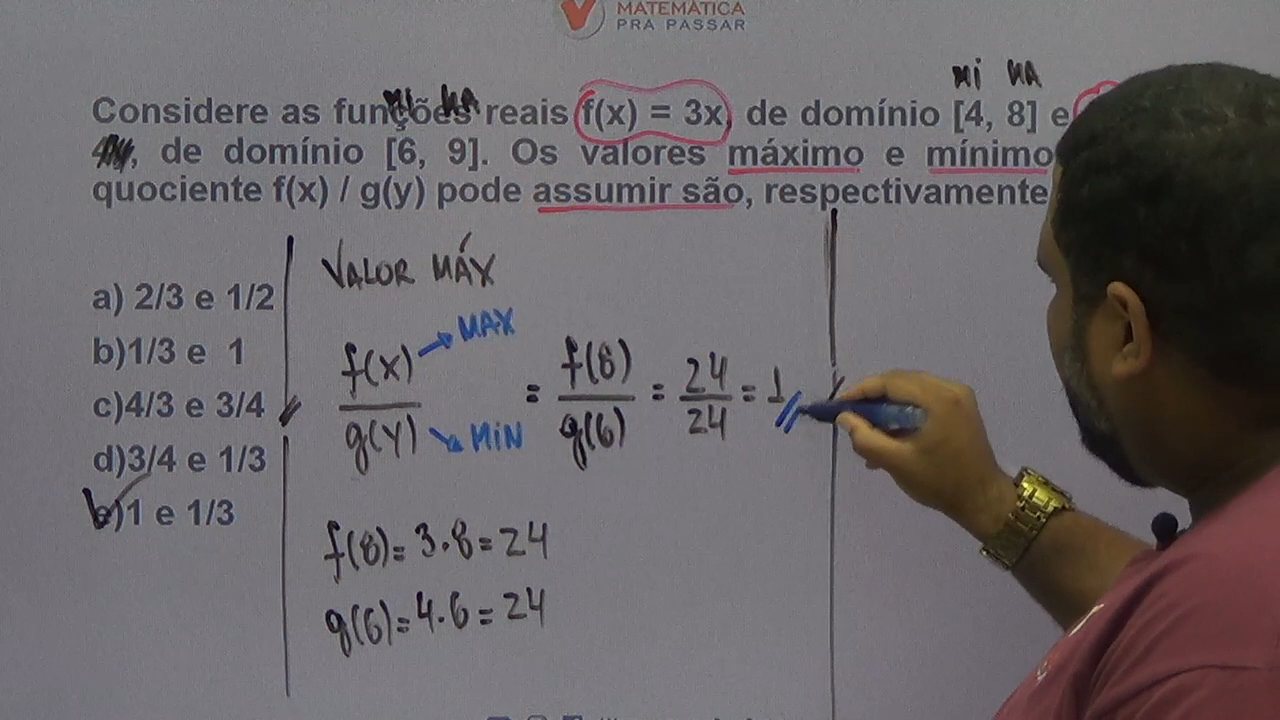 MATEMÁTICA
PRA PASSAR
MI MA
MI MA
Considere as funções reais f(x) = 3x, de domínio [4, 8] e
, de domínio [6, 9]. Os valores máximo e mínimo
quociente f(x) / g(y) pode assumir são, respectivamente
a) 2/3 e 1/2
b)1/3 e 1
c)4/3 e 3/4
d)3/4 e 1/3
e)1 e 1/3
VALOR MÁX
f(x) → MAX
g(y) → MIN
= f(8) / g(6) = 24 / 24 = 1
f(8)= 3.8 = 24
g(6)= 4.6 = 24